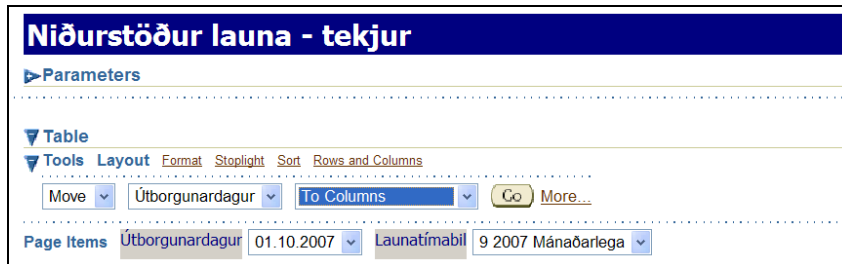 Niðurstöður launa - tekjur
Parameters
Table
Tools Layout Format Stoplight Sort Rows and Columns
Move Útborgunardagur To Columns Go More...
Page Items Útborgunardagur 01.10.2007 Launatímabil 9 2007 Mánaðarlega